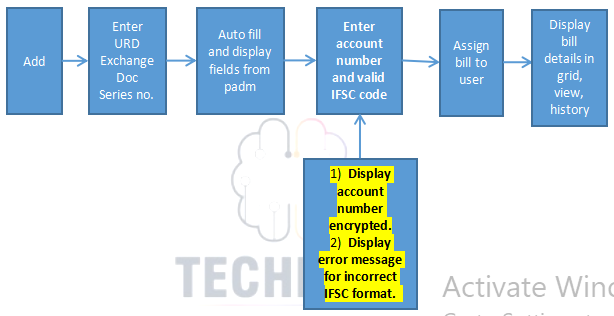 Add
Enter
URD
Exchange
Doc
Series no.
Auto fill
and display
fields from
padm
Enter
account
number
and valid
IFSC code
Assign
bill to
user
Display
bill
details in
grid,
view,
history
1) Display
account
number
encrypted.
2) Display
error message
for incorrect
IFSC format.
Activate